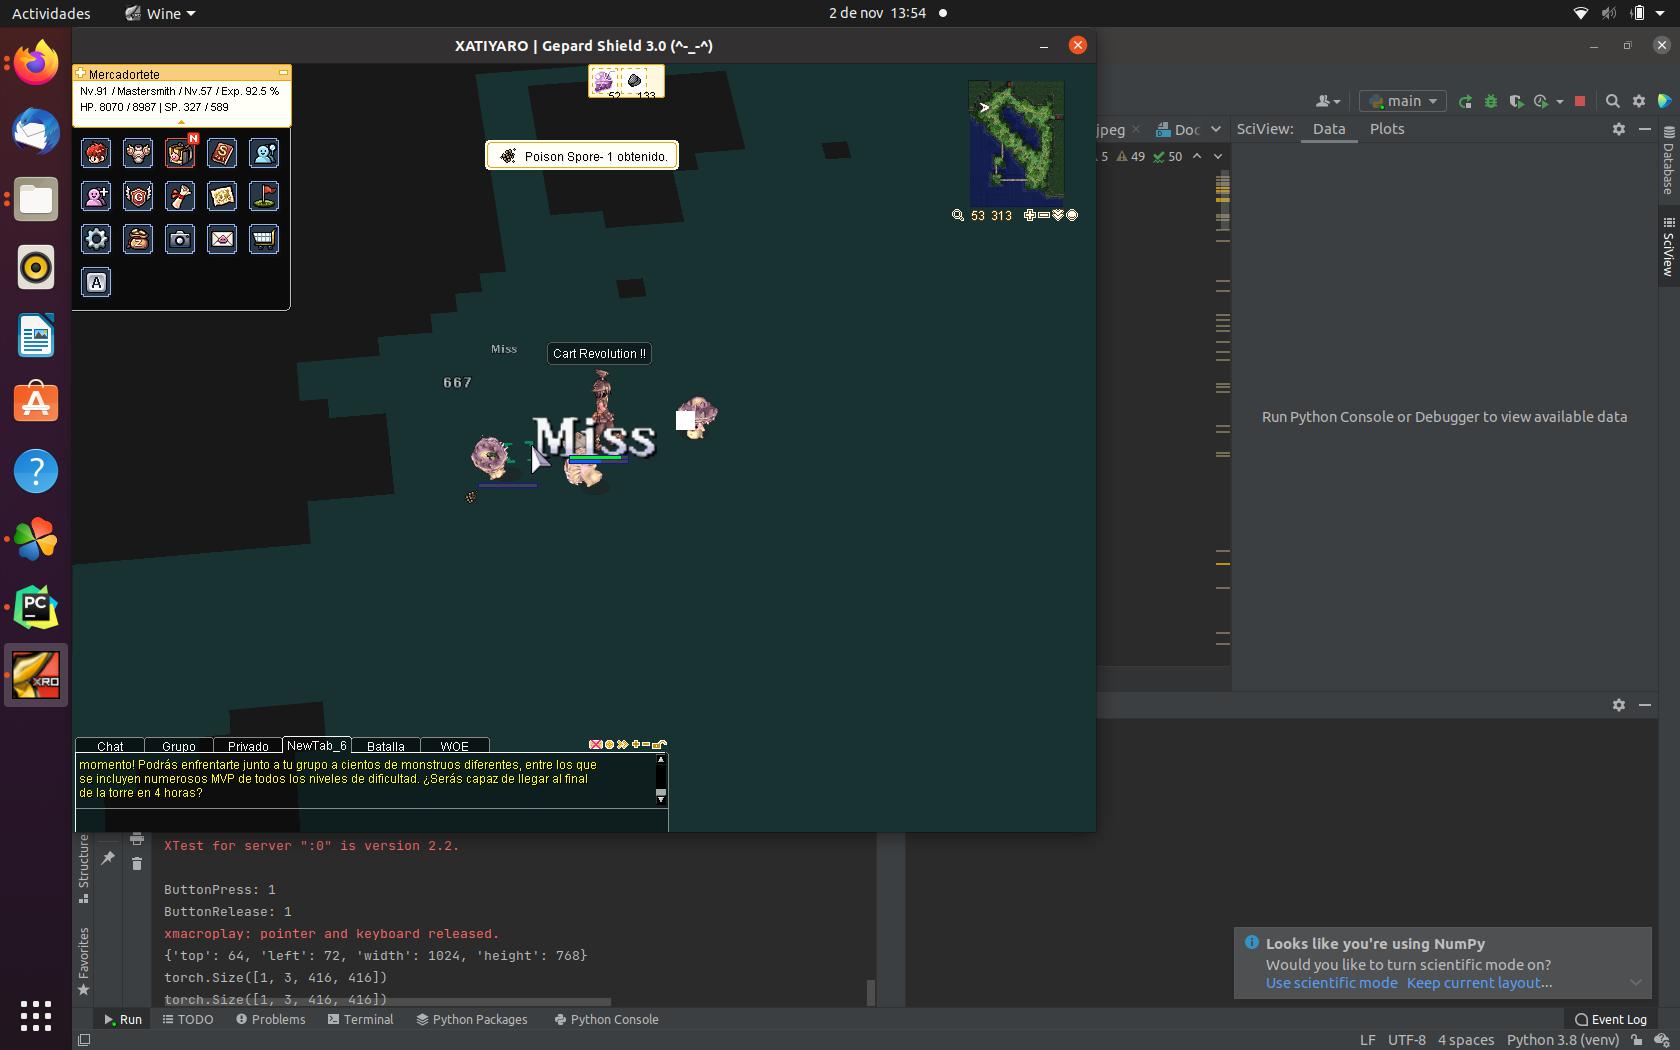 Actividades
Wine
2 de nov 13:54
XATIYARO | Gepard Shield 3.0 (^-_-^)
Mercadortete
Nv.91 / Mastersmith / Nv.57 / Exp. 92.5 %
HP. 8070 / 8987 | SP. 327 / 589
N
A
52 133
Poison Spore- 1 obtenido.
53 313
Miss
Cart Revolution !!
667
Miss
Chat
Grupo
Privado
NewTab_6
Batalla
WOE
momento! Podrás enfrentarte junto a tu grupo a cientos de monstruos diferentes, entre los que
se incluyen numerosos MVP de todos los niveles de dificultad. ¿Serás capaz de llegar al final
de la torre en 4 horas?
main
jpeg
Doc
SciView:
Data
Plots
5 49 50
Database
SciView
Run Python Console or Debugger to view available data
PC
XRO
Structure
Favorites
XTest for server ":0" is version 2.2.
ButtonPress: 1
ButtonRelease: 1
xmacroplay: pointer and keyboard released.
{'top': 64, 'left': 72, 'width': 1024, 'height': 768}
torch.Size([1, 3, 416, 416])
torch.Size([1, 3, 416, 416])
Looks like you're using NumPy
Would you like to turn scientific mode on?
Use scientific mode Keep current layout...
Run
TODO
Problems
Terminal
Python Packages
Python Console
Event Log
LF UTF-8 4 spaces Python 3.8 (venv)